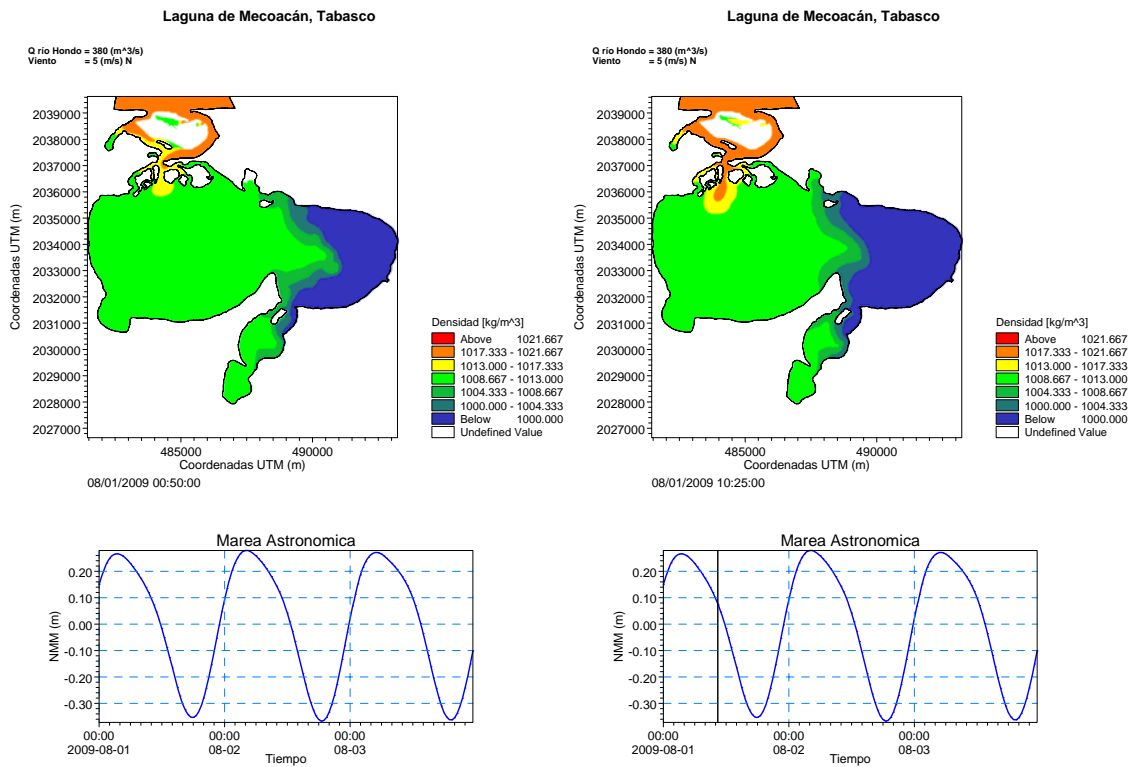 Laguna de Mecoacán, Tabasco
Q río Hondo = 380 (m^3/s)
Viento = 5 (m/s) N
2039000
2038000
2037000
2036000
2035000
2034000
2033000
2032000
2031000
2030000
2029000
2028000
2027000
Coordenadas UTM (m)
485000 490000
Coordenadas UTM (m)
08/01/2009 00:50:00
Densidad [kg/m^3]
Above 1021.667
1017.333 - 1021.667
1013.000 - 1017.333
1008.667 - 1013.000
1004.333 - 1008.667
1000.000 - 1004.333
Below 1000.000
Undefined Value
Laguna de Mecoacán, Tabasco
Q río Hondo = 380 (m^3/s)
Viento = 5 (m/s) N
2039000
2038000
2037000
2036000
2035000
2034000
2033000
2032000
2031000
2030000
2029000
2028000
2027000
Coordenadas UTM (m)
485000 490000
Coordenadas UTM (m)
08/01/2009 10:25:00
Densidad [kg/m^3]
Above 1021.667
1017.333 - 1021.667
1013.000 - 1017.333
1008.667 - 1013.000
1004.333 - 1008.667
1000.000 - 1004.333
Below 1000.000
Undefined Value
Marea Astronomica
0.20
0.10
0.00
-0.10
-0.20
-0.30
NMM (m)
00:00 00:00 00:00
2009-08-01 08-02 08-03
Tiempo
Marea Astronomica
0.20
0.10
0.00
-0.10
-0.20
-0.30
NMM (m)
00:00 00:00 00:00
2009-08-01 08-02 08-03
Tiempo